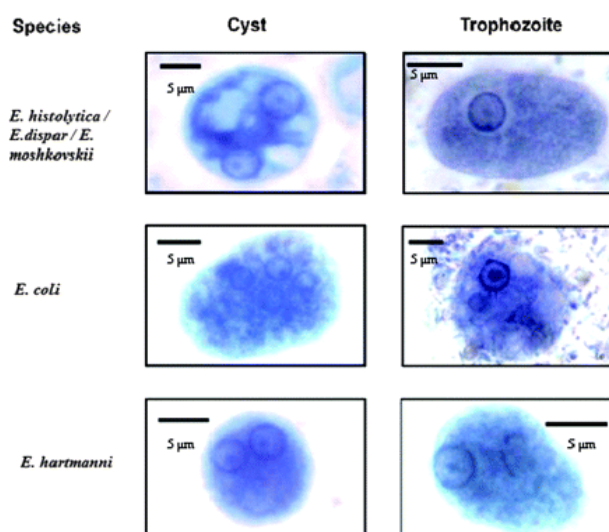 Species Cyst Trophozoite
5 μm 5 μm
E. histolytica /
E.dispar / E.
moshkovskii
5 μm 5 μm
E. coli
5 μm 5 μm
E. hartmanni